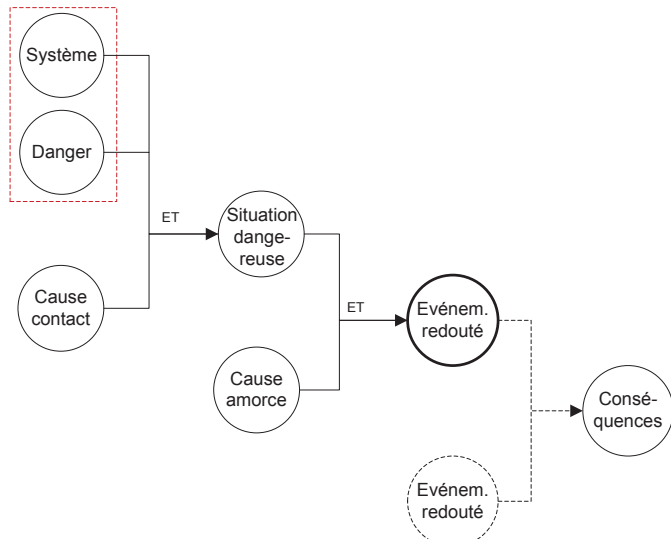 Système
Danger
ET
Situation
dange-
reuse
Cause
contact
ET
Evénem.
redouté
Cause
amorce
Consé-
quences
Evénem.
redouté